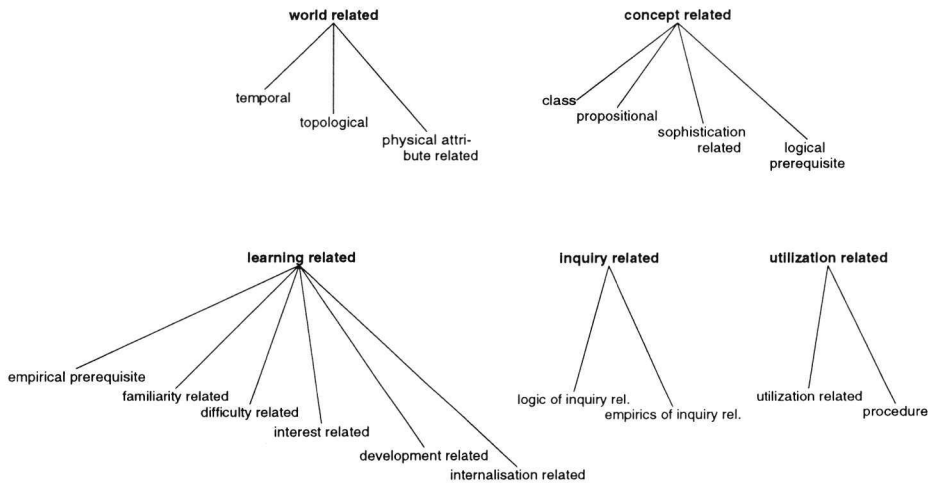 world related
concept related
temporal
topological
physical attri-
bute related
class
propositional
sophistication
related
logical
prerequisite
learning related
inquiry related
utilization related
empirical prerequisite
familiarity related
difficulty related
interest related
development related
internalisation related
logic of inquiry rel.
empirics of inquiry rel.
utilization related
procedure